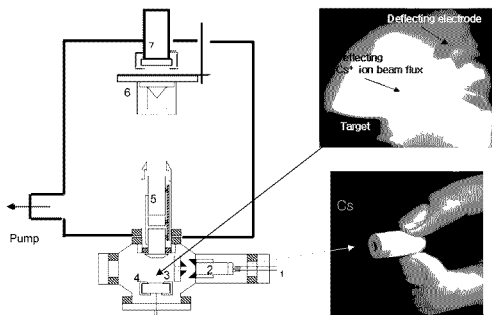 7
6
5
Pump
4
3
2
1
Deflecting electrode
eflecting
Cs+ ion beam flux
Target
Cs